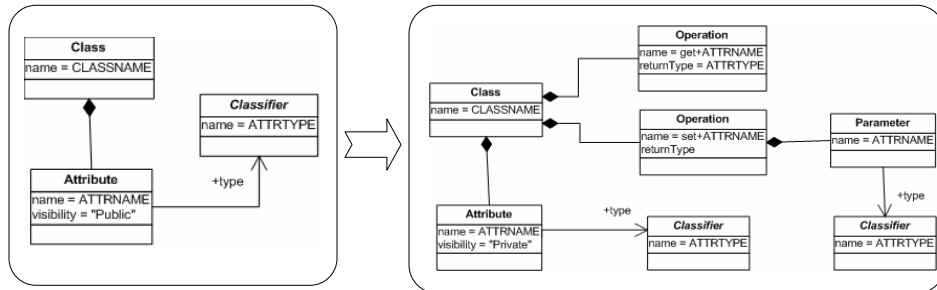 Class
name = CLASSNAME
Classifier
name = ATTRTYPE
+type
Attribute
name = ATTRNAME
visibility = "Public"
Operation
name = get+ATTRNAME
returnType = ATTRTYPE
Class
name = CLASSNAME
Operation
name = set+ATTRNAME
returnType
Parameter
name = ATTRNAME
+type
Attribute
name = ATTRNAME
visibility = "Private"
+type
Classifier
name = ATTRTYPE
Classifier
name = ATTRTYPE